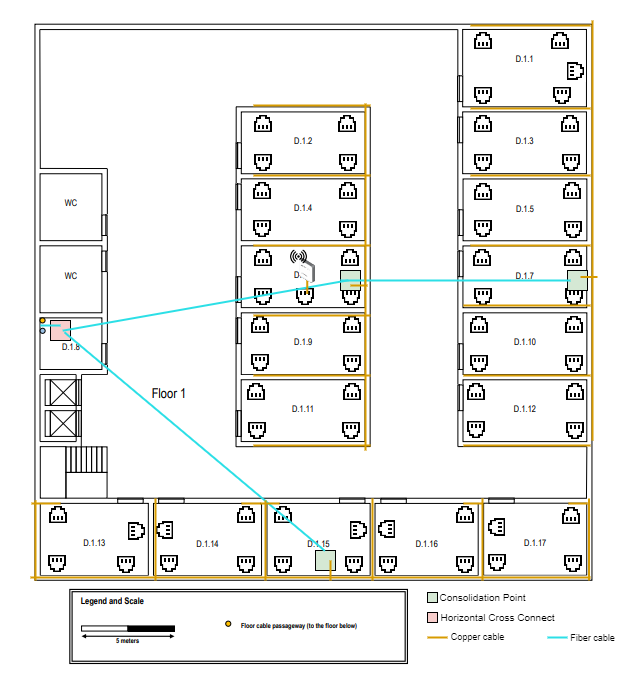 D.1.1
D.1.2
D.1.3
WC
D.1.4
D.1.5
WC
D.
D.1.7
D.1.8
D.1.9
D.1.10
Floor 1
D.1.11
D.1.12
D.1.13
D.1.14
D.1.15
D.1.16
D.1.17
Legend and Scale
5 meters
Floor cable passageway (to the floor below)
Consolidation Point
Horizontal Cross Connect
Copper cable
Fiber cable